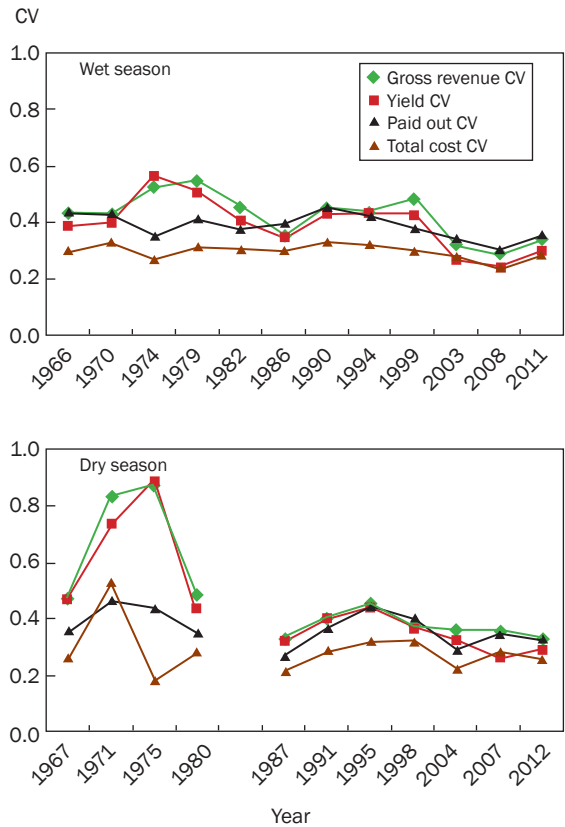 CV
1.0
Wet season
Gross revenue CV
Yield CV
Paid out CV
Total cost CV
0.8
0.6
0.4
0.2
0.0
1966 1970 1974 1979 1982 1986 1990 1994 1999 2003 2008 2011
1.0
Dry season
0.8
0.6
0.4
0.2
0.0
1967 1971 1975 1980 1987 1991 1995 1998 2004 2007 2012
Year